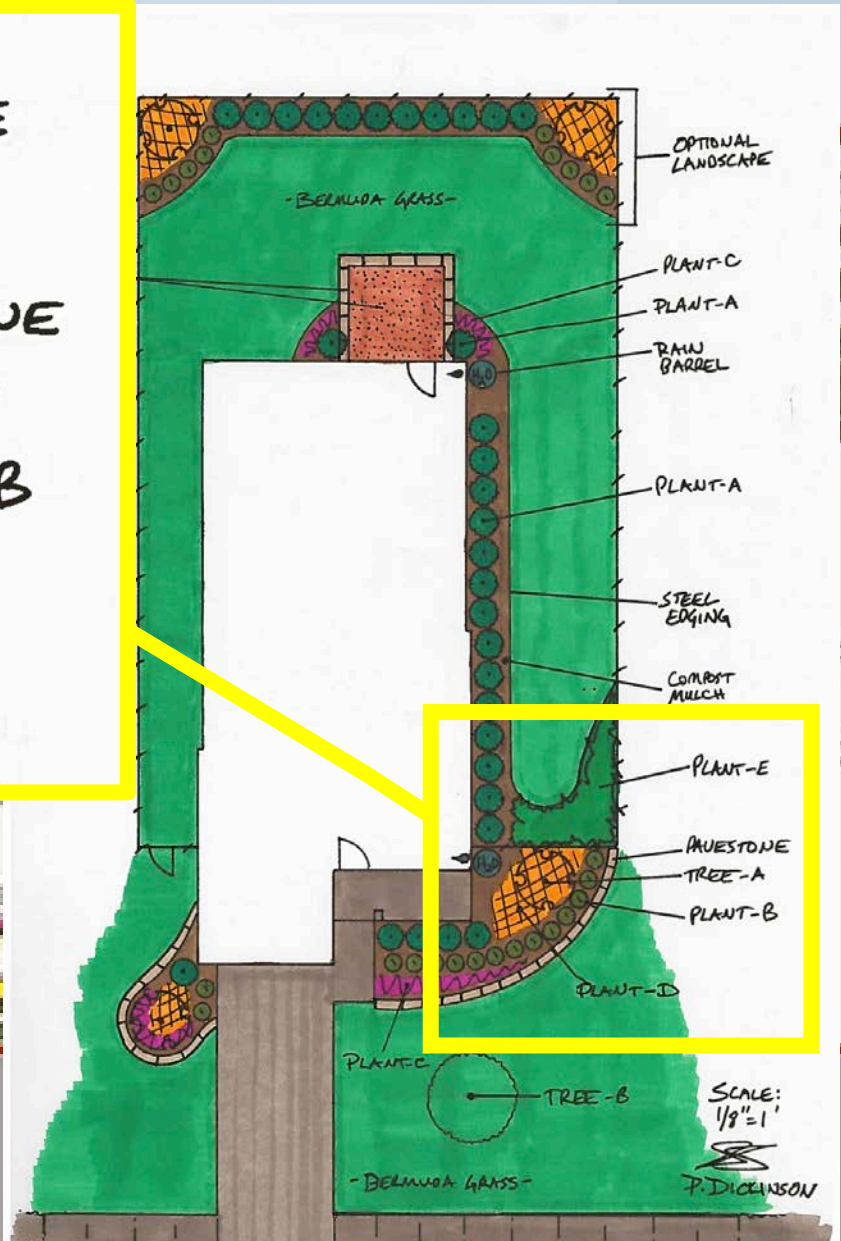 E
UE
B
OPTIONAL
LANDSCAPE
-BERMUDA GRASS-
PLANT-C
PLANT-A
RAIN
BARREL
H₂O
PLANT-A
STEEL
EDGING
COMPOST
MULCH
PLANT-E
PAVESTONE
H₂O
TREE-A
PLANT-B
PLANT-D
PLANT-C
TREE-B
SCALE:
1/8"=1'
-BERMUDA GRASS-
P. DICKINSON